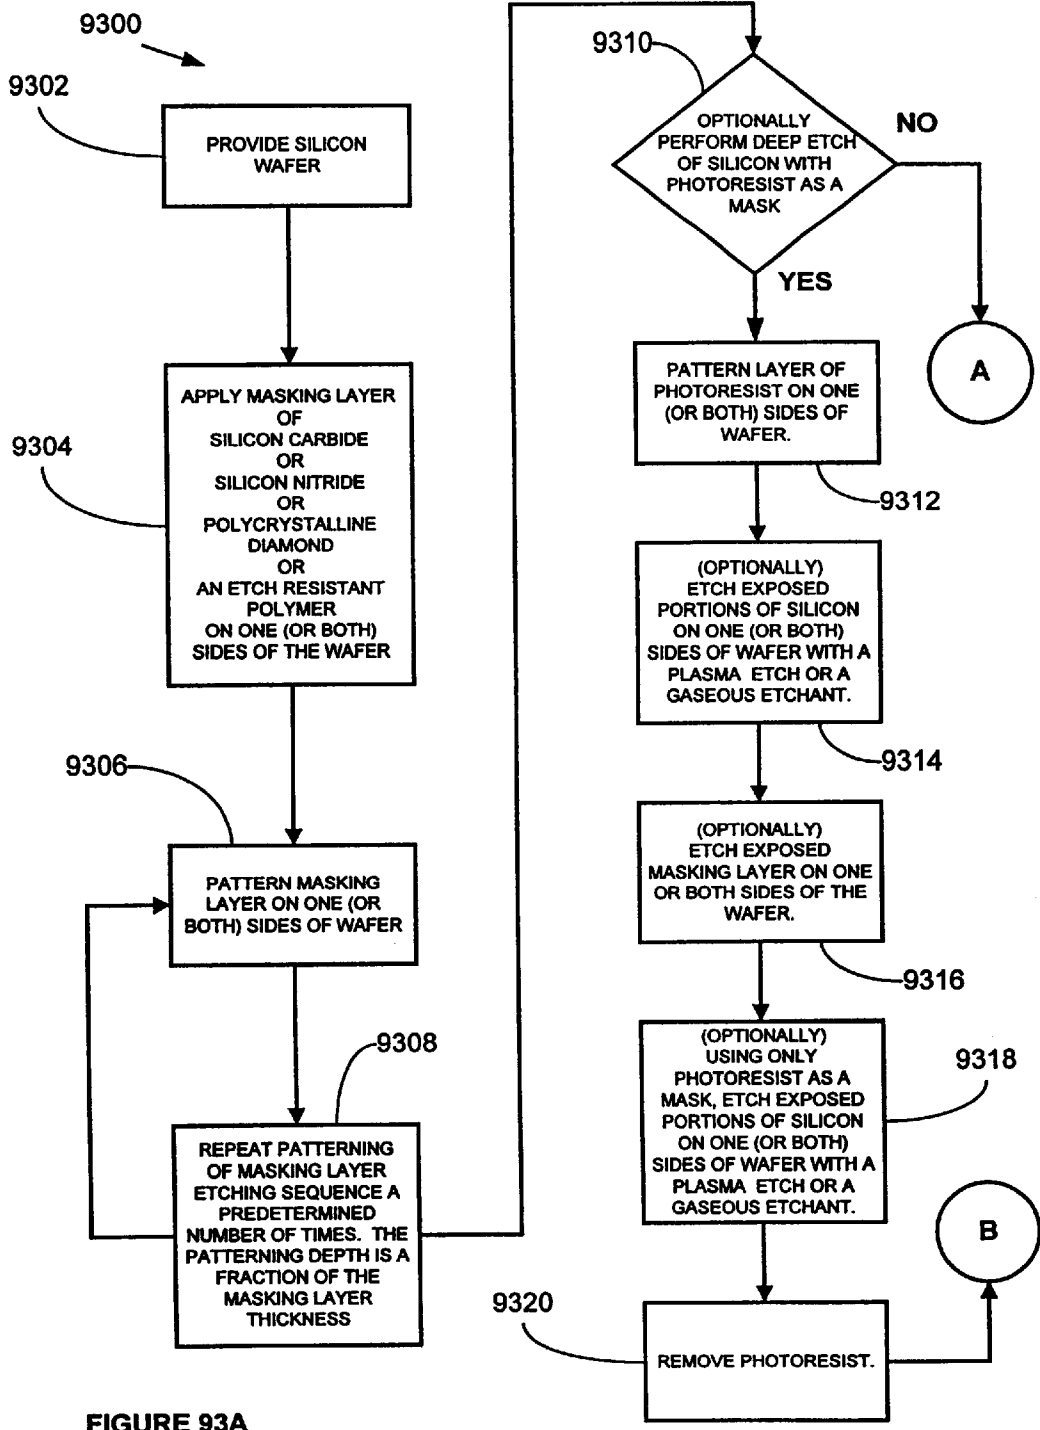 9300
9302
PROVIDE SILICON
WAFER
9304
APPLY MASKING LAYER
OF
SILICON CARBIDE
OR
SILICON NITRIDE
OR
POLYCRYSTALLINE
DIAMOND
OR
AN ETCH RESISTANT
POLYMER
ON ONE (OR BOTH)
SIDES OF THE WAFER
9306
PATTERN MASKING
LAYER ON ONE (OR
BOTH) SIDES OF WAFER
9308
REPEAT PATTERNING
OF MASKING LAYER
ETCHING SEQUENCE A
PREDETERMINED
NUMBER OF TIMES. THE
PATTERNING DEPTH IS A
FRACTION OF THE
MASKING LAYER
THICKNESS
9310
OPTIONALLY
PERFORM DEEP ETCH
OF SILICON WITH
PHOTORESIST AS A
MASK
NO
YES
A
PATTERN LAYER OF
PHOTORESIST ON ONE
(OR BOTH) SIDES OF
WAFER.
9312
(OPTIONALLY)
ETCH EXPOSED
PORTIONS OF SILICON
ON ONE (OR BOTH)
SIDES OF WAFER WITH A
PLASMA ETCH OR A
GASEOUS ETCHANT.
9314
(OPTIONALLY)
ETCH EXPOSED
MASKING LAYER ON ONE
OR BOTH SIDES OF THE
WAFER.
9316
(OPTIONALLY)
USING ONLY
PHOTORESIST AS A
MASK, ETCH EXPOSED
PORTIONS OF SILICON
ON ONE (OR BOTH)
SIDES OF WAFER WITH A
PLASMA ETCH OR A
GASEOUS ETCHANT.
9318
B
9320
REMOVE PHOTORESIST.
FIGURE 93A